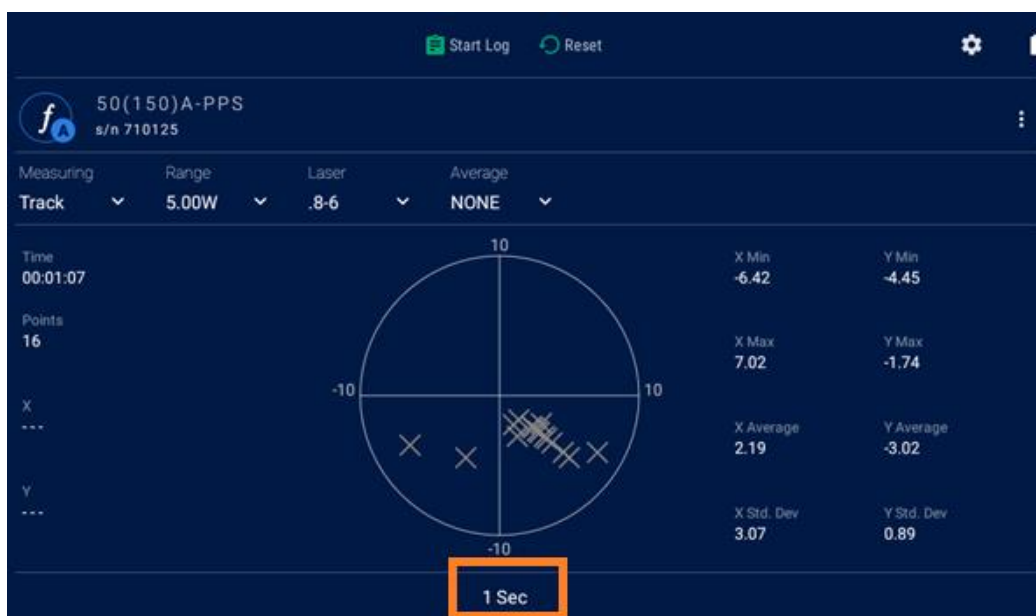 Start Log Reset
50(150)A-PPS
s/n 710125
Measuring Range Laser Average
Track 5.00W .8-6 NONE
Time
00:01:07
Points
16
X
---
Y
---
10
-10 10
-10
X Min Y Min
-6.42 -4.45
X Max Y Max
7.02 -1.74
X Average Y Average
2.19 -3.02
X Std. Dev Y Std. Dev
3.07 0.89
1 Sec